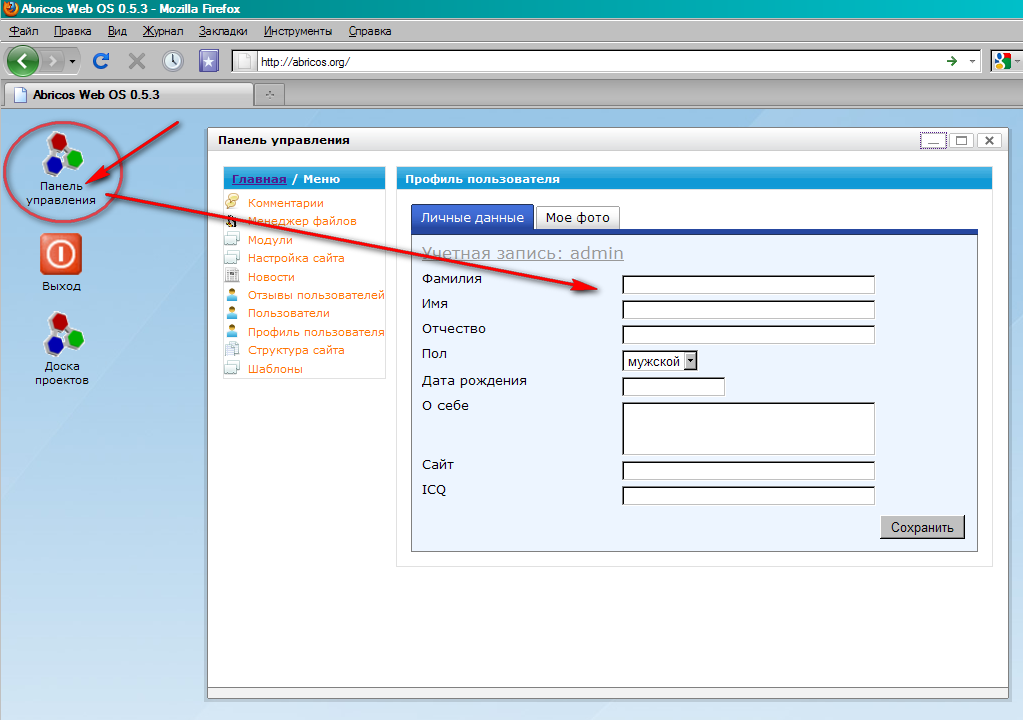 Abricos Web OS 0.5.3 - Mozilla Firefox
Файл Правка Вид Журнал Закладки Инструменты Справка
http://abricos.org/
Abricos Web OS 0.5.3
Панель управления
Выход
Доска проектов
Панель управления
Главная / Меню
Комментарии
Менеджер файлов
Модули
Настройка сайта
Новости
Отзывы пользователей
Пользователи
Профиль пользователя
Структура сайта
Шаблоны
Профиль пользователя
Личные данные Мое фото
Учетная запись: admin
Фамилия
Имя
Отчество
Пол мужской
Дата рождения
О себе
Сайт
ICQ
Сохранить